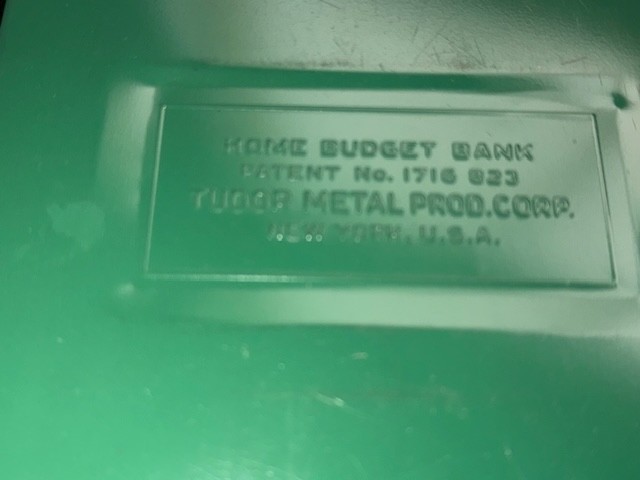 HOME BUDGET BANK
PATENT No. 1716 823
TUDOR METAL PROD. CORP.
NEW YORK, U.S.A.